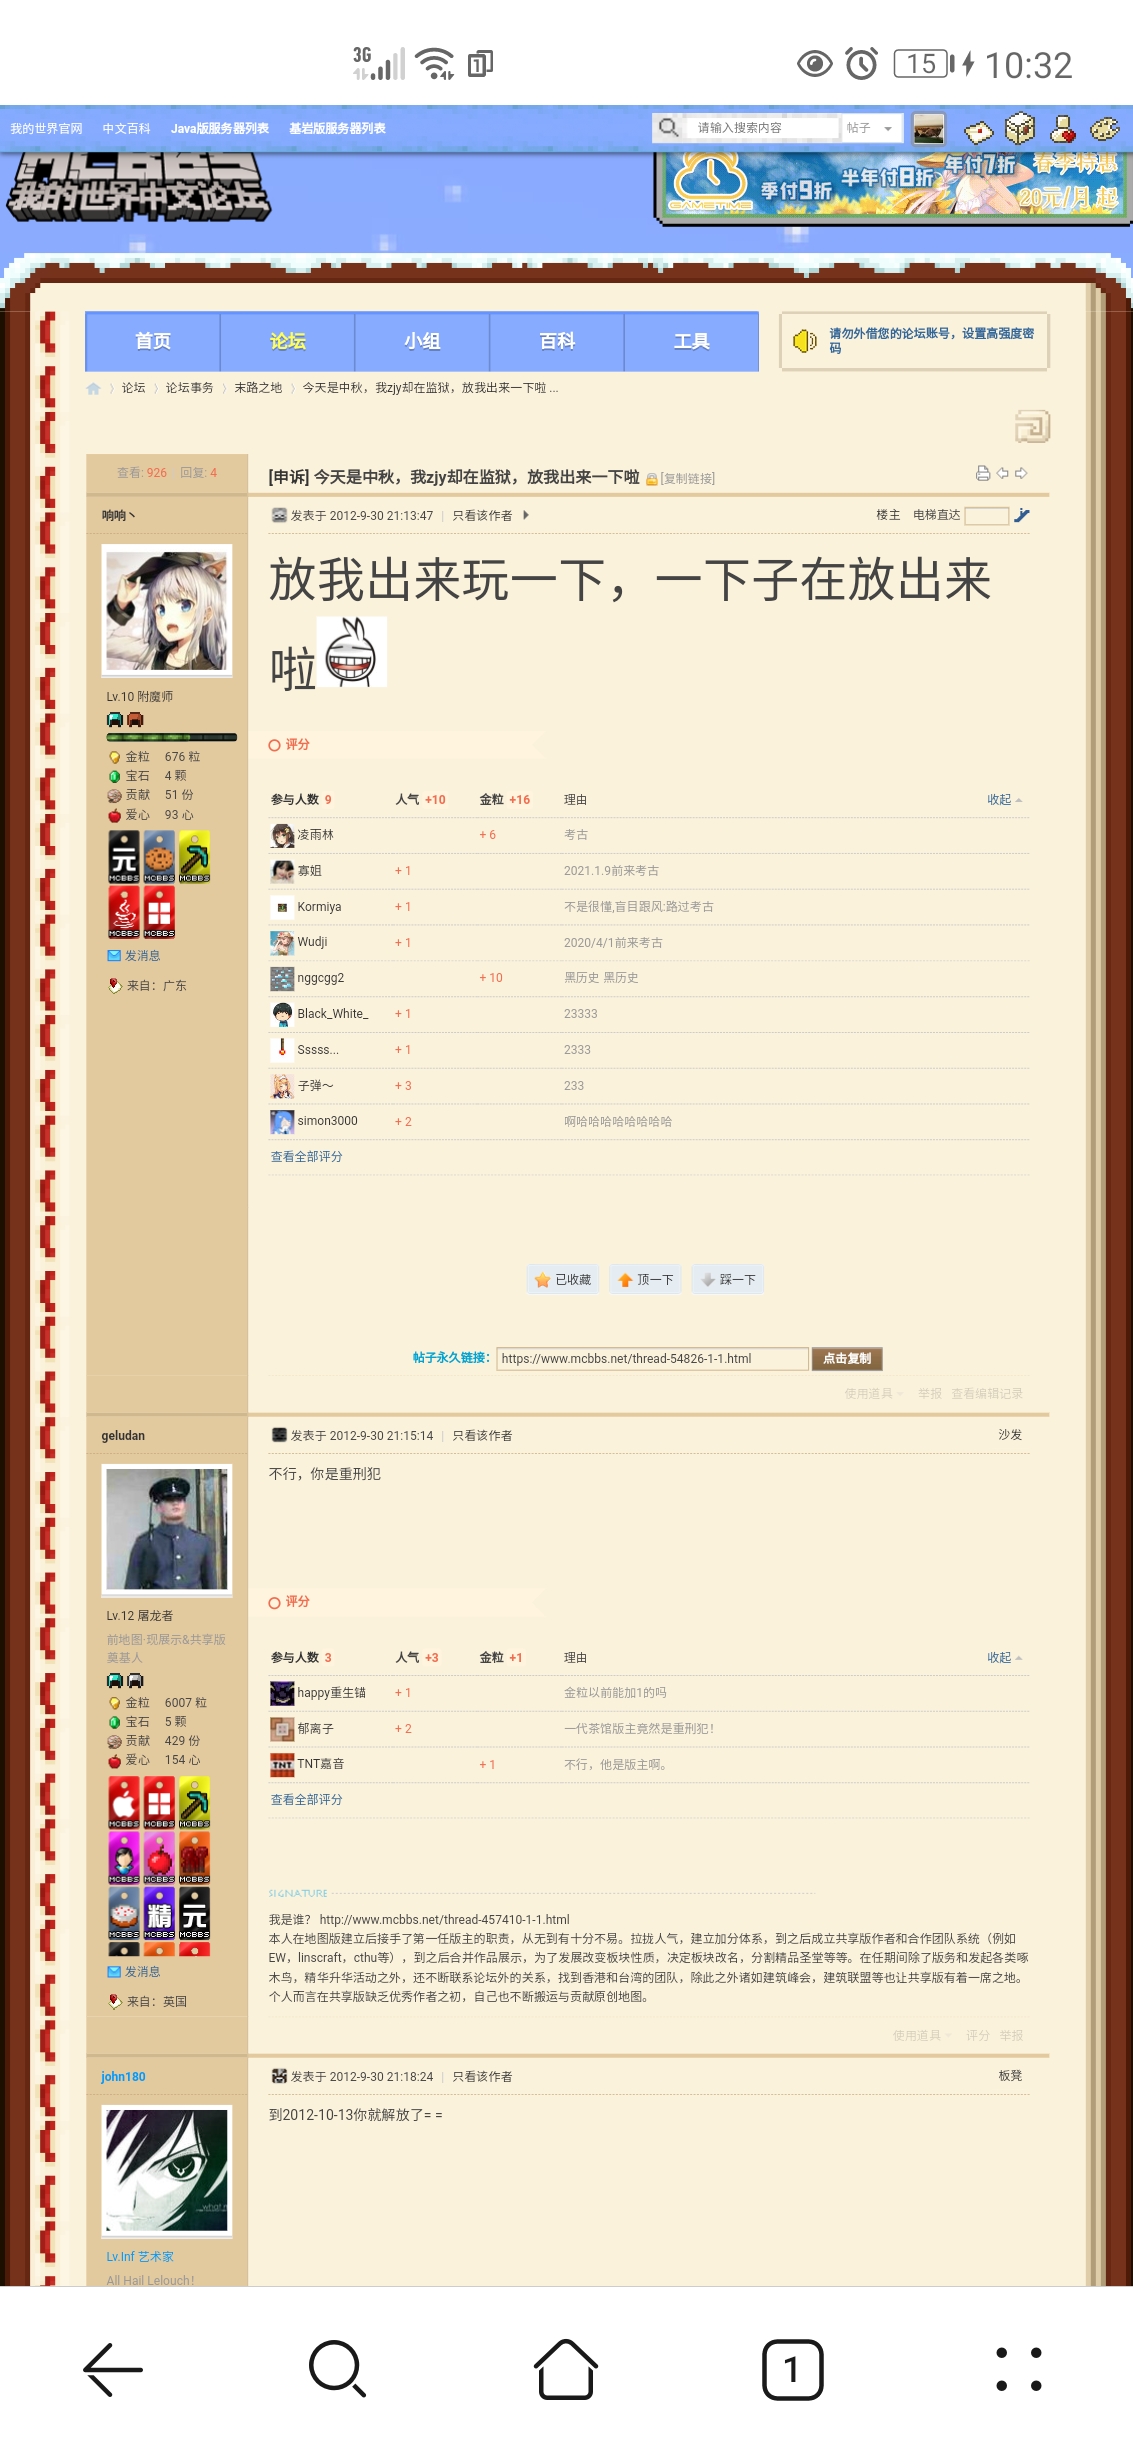 3G
1
15
10:32
我的世界官网 中文百科 Java版服务器列表 基岩版服务器列表
请输入搜索内容 帖子
MCBBS
我的世界中文论坛
GAMETIME
季付9折 半年付8折 年付7折
春季特惠
20元/月 起
首页 论坛 小组 百科 工具
请勿外借您的论坛账号，设置高强度密
码
论坛 〉 论坛事务 〉 末路之地 〉 今天是中秋，我zjy却在监狱，放我出来一下啦 ...
查看: 926 回复: 4
[申诉] 今天是中秋，我zjy却在监狱，放我出来一下啦 [复制链接]
响响丶
发表于 2012-9-30 21:13:47 | 只看该作者
楼主 电梯直达
放我出来玩一下，一下子在放出来
啦
Lv.10 附魔师
金粒 676 粒
宝石 4 颗
贡献 51 份
爱心 93 心
元
MCBBS MCBBS MCBBS
MCBBS MCBBS
发消息
来自：广东
评分
参与人数 9 人气 +10 金粒 +16 理由 收起
凌雨林 + 6 考古
寡姐 + 1 2021.1.9前来考古
Kormiya + 1 不是很懂,盲目跟风:路过考古
Wudji + 1 2020/4/1前来考古
nggcgg2 + 10 黑历史 黑历史
Black_White_ + 1 23333
Sssss... + 1 2333
子弹～ + 3 233
simon3000 + 2 啊哈哈哈哈哈哈哈哈
查看全部评分
已收藏 顶一下 踩一下
帖子永久链接： https://www.mcbbs.net/thread-54826-1-1.html 点击复制
使用道具 举报 查看编辑记录
geludan
发表于 2012-9-30 21:15:14 | 只看该作者
沙发
不行，你是重刑犯
Lv.12 屠龙者
前地图·现展示&共享版
奠基人
金粒 6007 粒
宝石 5 颗
贡献 429 份
爱心 154 心
MCBBS MCBBS MCBBS
MCBBS MCBBS MCBBS
精 元
MCBBS MCBBS MCBBS
发消息
来自：英国
评分
参与人数 3 人气 +3 金粒 +1 理由 收起
happy重生锚 + 1 金粒以前能加1的吗
郁离子 + 2 一代茶馆版主竟然是重刑犯！
TNT
TNT嘉音 + 1 不行，他是版主啊。
查看全部评分
SIGNATURE
我是谁？ http://www.mcbbs.net/thread-457410-1-1.html
本人在地图版建立后接手了第一任版主的职责，从无到有十分不易。拉拢人气，建立加分体系，到之后成立共享版作者和合作团队系统（例如
EW，linscraft，cthu等），到之后合并作品展示，为了发展改变板块性质，决定板块改名，分割精品圣堂等等。在任期间除了版务和发起各类啄
木鸟，精华升华活动之外，还不断联系论坛外的关系，找到香港和台湾的团队，除此之外诸如建筑峰会，建筑联盟等也让共享版有着一席之地。
个人而言在共享版缺乏优秀作者之初，自己也不断搬运与贡献原创地图。
使用道具 评分 举报
john180
发表于 2012-9-30 21:18:24 | 只看该作者
板凳
到2012-10-13你就解放了= =
Lv.Inf 艺术家
All Hail Lelouch！
1